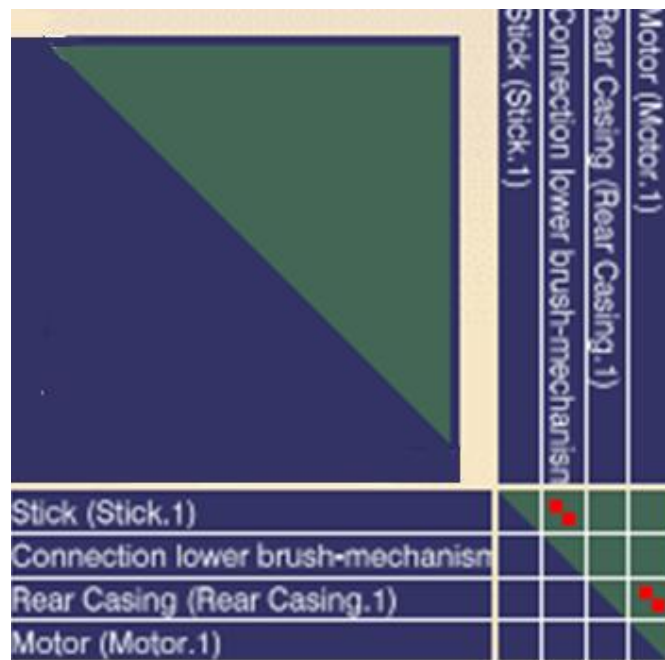 Stick (Stick.1)
Connection lower brush-mechanism
Rear Casing (Rear Casing.1)
Motor (Motor.1)
Stick (Stick.1)
Connection lower brush-mechanism
Rear Casing (Rear Casing.1)
Motor (Motor.1)